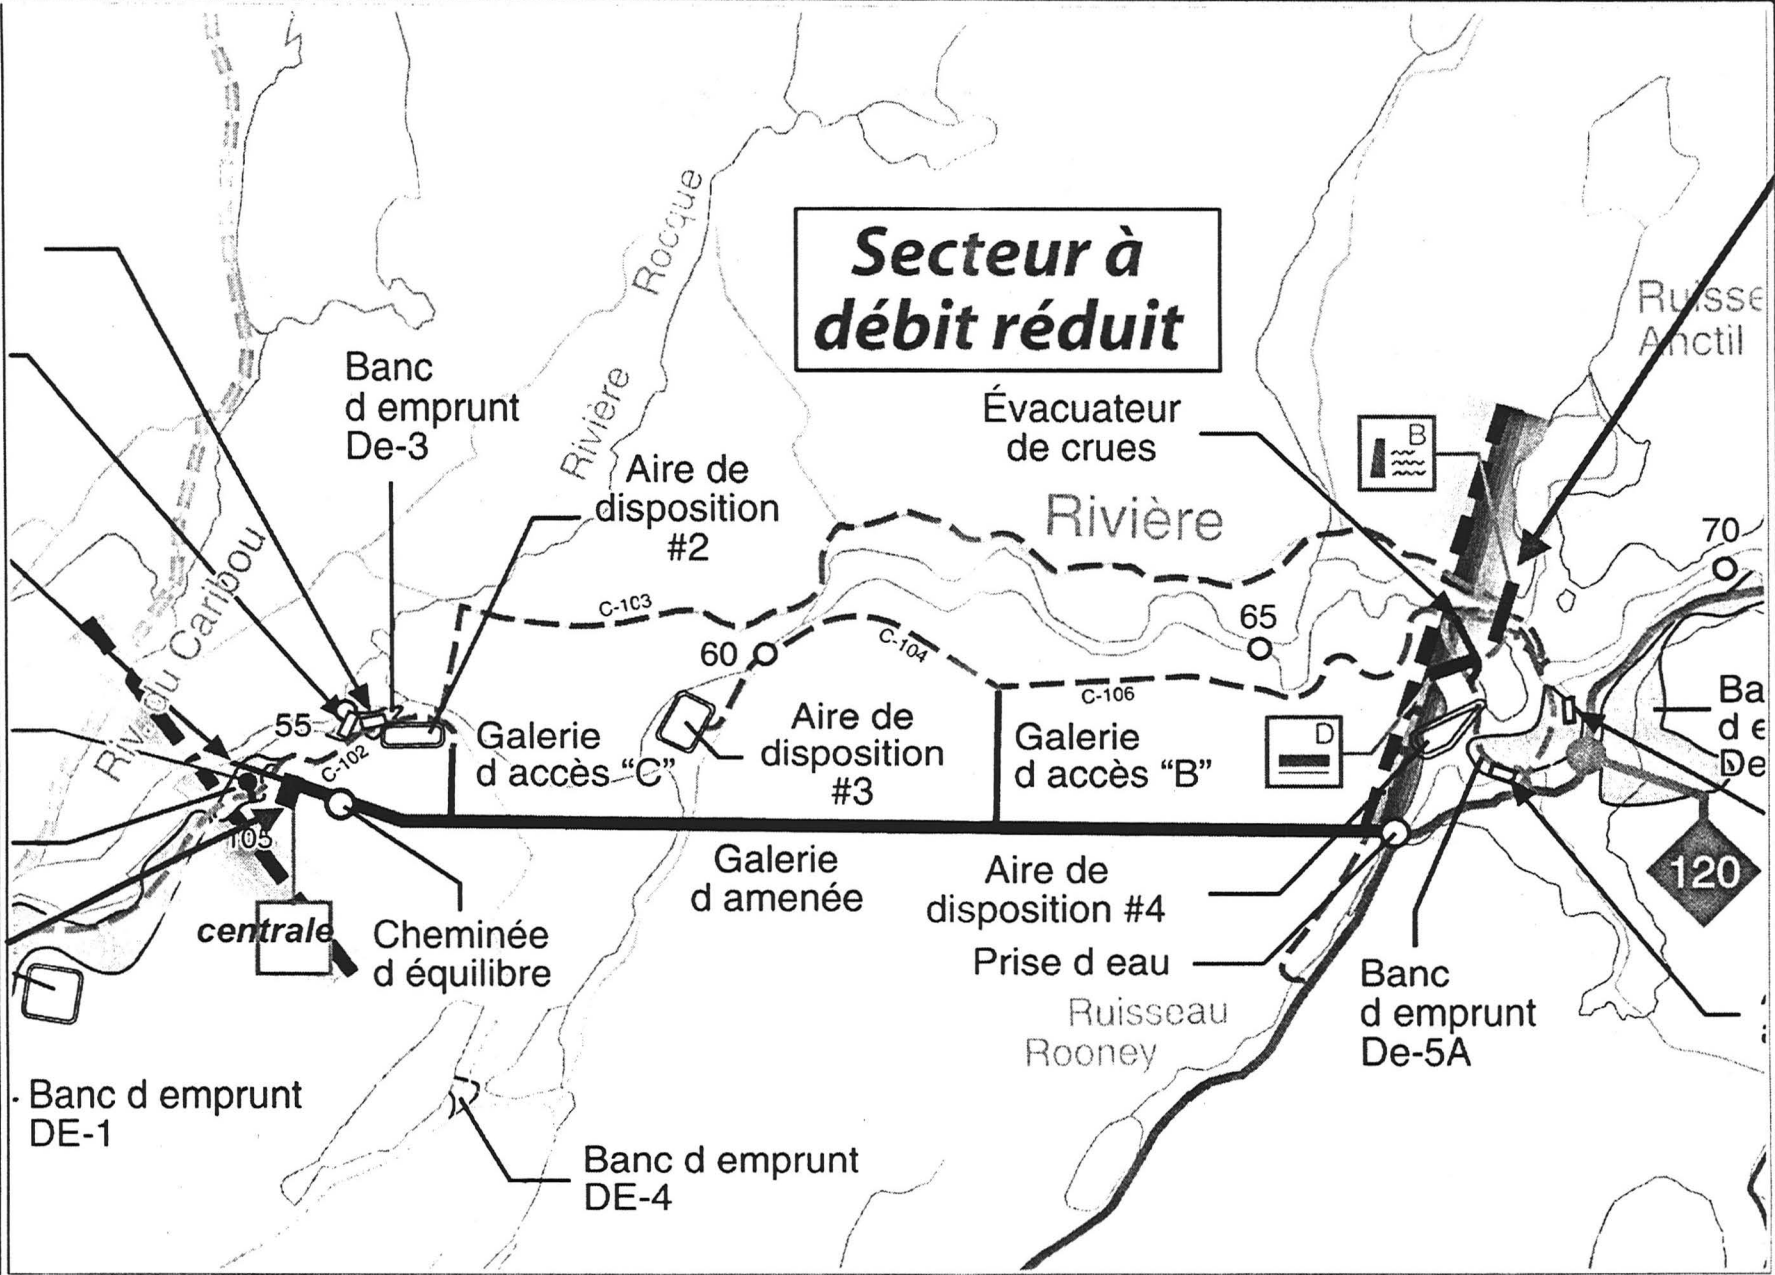 Secteur à
débit réduit
Rivière
Rocque
Ruisse
Anctil
Banc
d emprunt
De-3
Évacuateur
de crues
B
Aire de
disposition
#2
Rivière
70
Riv. du Caribou
C-103
65
60
C-104
C-106
55
C-102
Galerie
d accès “C”
Aire de
disposition
#3
Galerie
d accès “B”
D
Ba
d e
De
105
120
Galerie
d amenée
Aire de
disposition #4
centrale
Cheminée
d équilibre
Prise d eau
Banc
d emprunt
De-5A
Ruisseau
Rooney
Banc d emprunt
DE-1
Banc d emprunt
DE-4